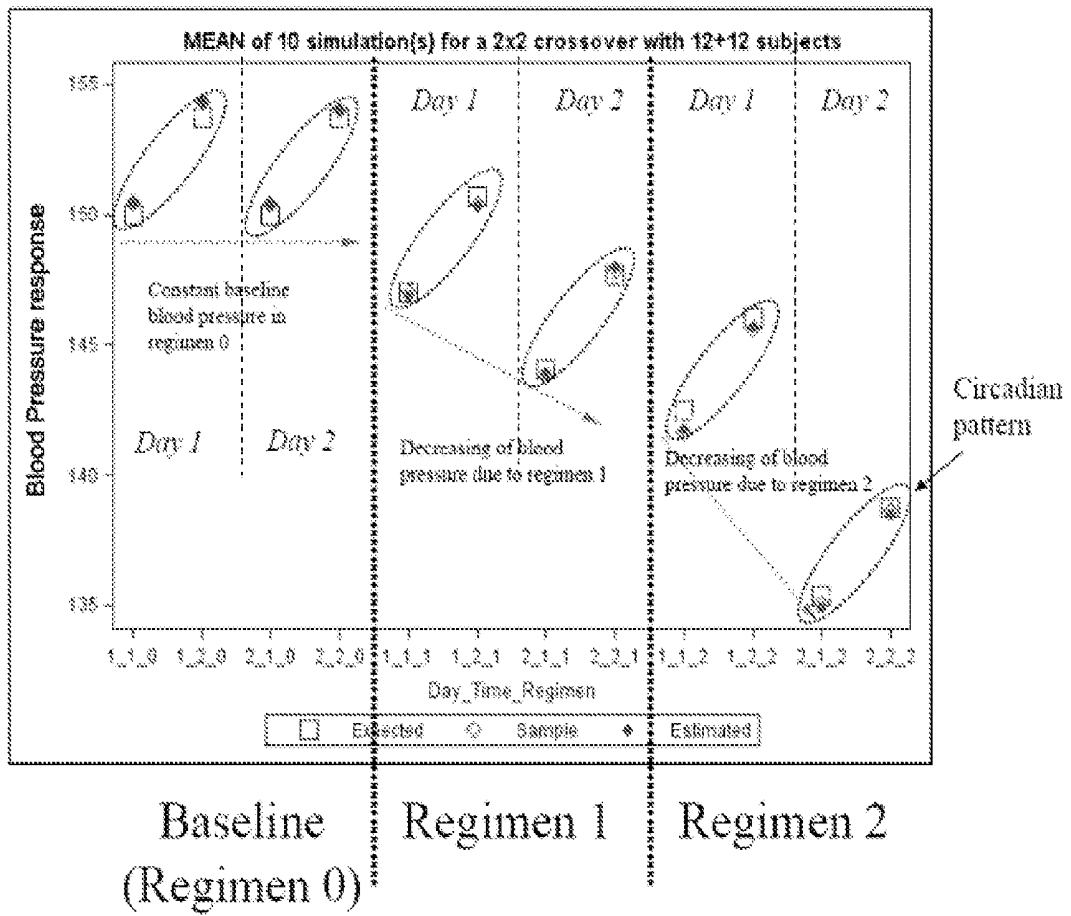 MEAN of 10 simulation(s) for a 2x2 crossover with 12+12 subjects
Blood Pressure response
155
150
145
140
135
Day 1
Day 2
Day 1
Day 2
Constant baseline
blood pressure in
regimen 0
Day 1
Day 2
Decreasing of blood
pressure due to regimen 1
Decreasing of blood
pressure due to regimen 2
Circadian
pattern
1_1_0
1_2_0
2_1_0
2_2_0
1_1_1
1_2_1
2_1_1
2_2_1
1_1_2
1_2_2
2_1_2
2_2_2
Day_Time_Regimen
Expected
Sample
Estimated
Baseline
(Regimen 0)
Regimen 1
Regimen 2